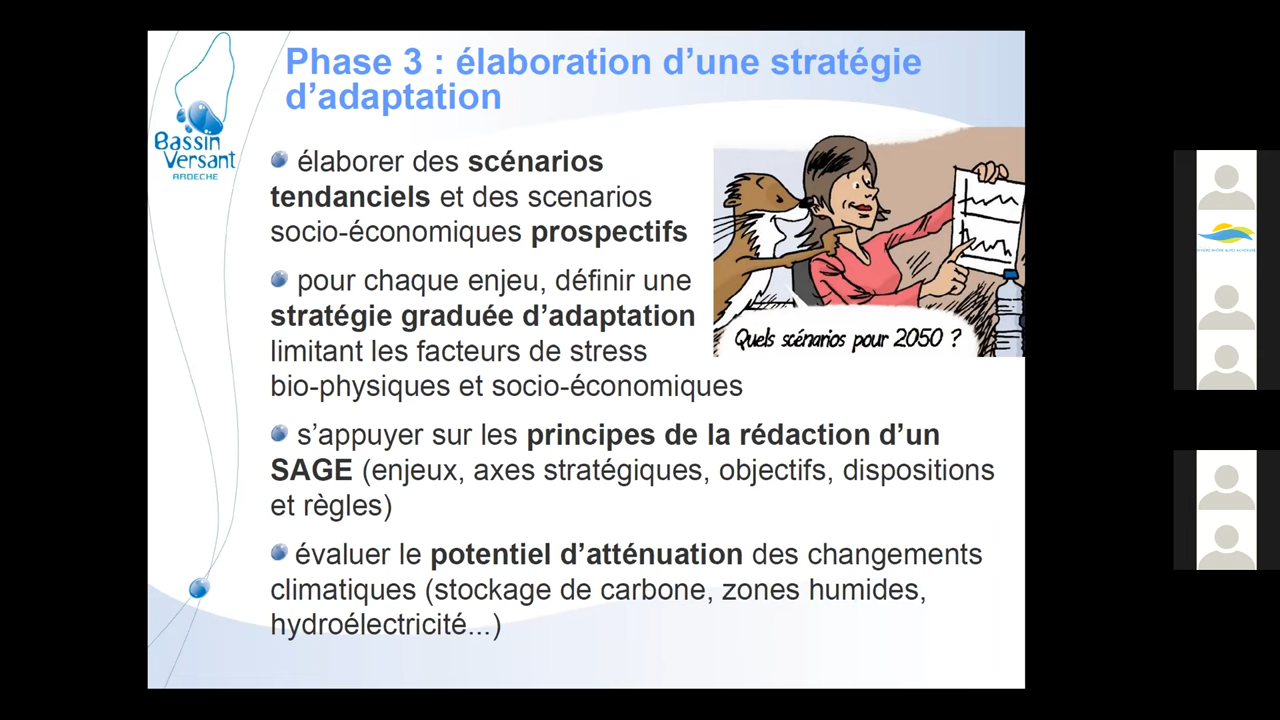 Phase 3 : élaboration d'une stratégie
d'adaptation
Bassin
Versant
ARDECHE
élaborer des scénarios
tendanciels et des scenarios
socio-économiques prospectifs
pour chaque enjeu, définir une
stratégie graduée d'adaptation
limitant les facteurs de stress
bio-physiques et socio-économiques
Quels scénarios pour 2050 ?
s'appuyer sur les principes de la rédaction d'un
SAGE (enjeux, axes stratégiques, objectifs, dispositions
et règles)
évaluer le potentiel d'atténuation des changements
climatiques (stockage de carbone, zones humides,
hydroélectricité...)